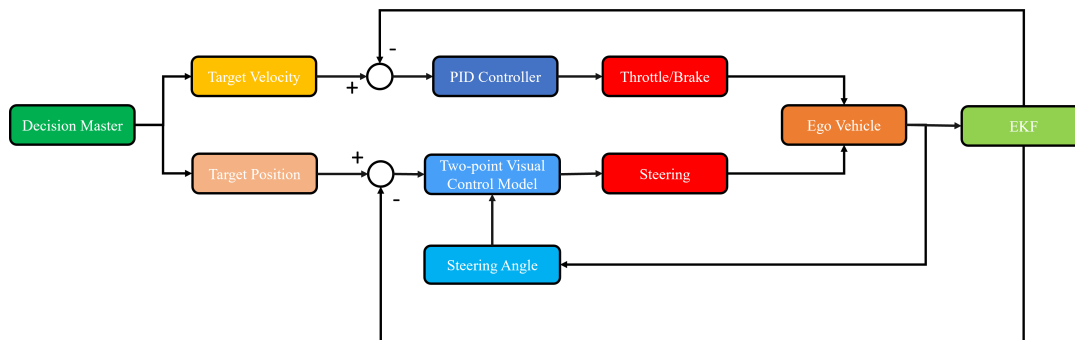 -
Target Velocity
+
PID Controller
Throttle/Brake
Decision Master
Ego Vehicle
EKF
Target Position
+
-
Two-point Visual
Control Model
Steering
Steering Angle